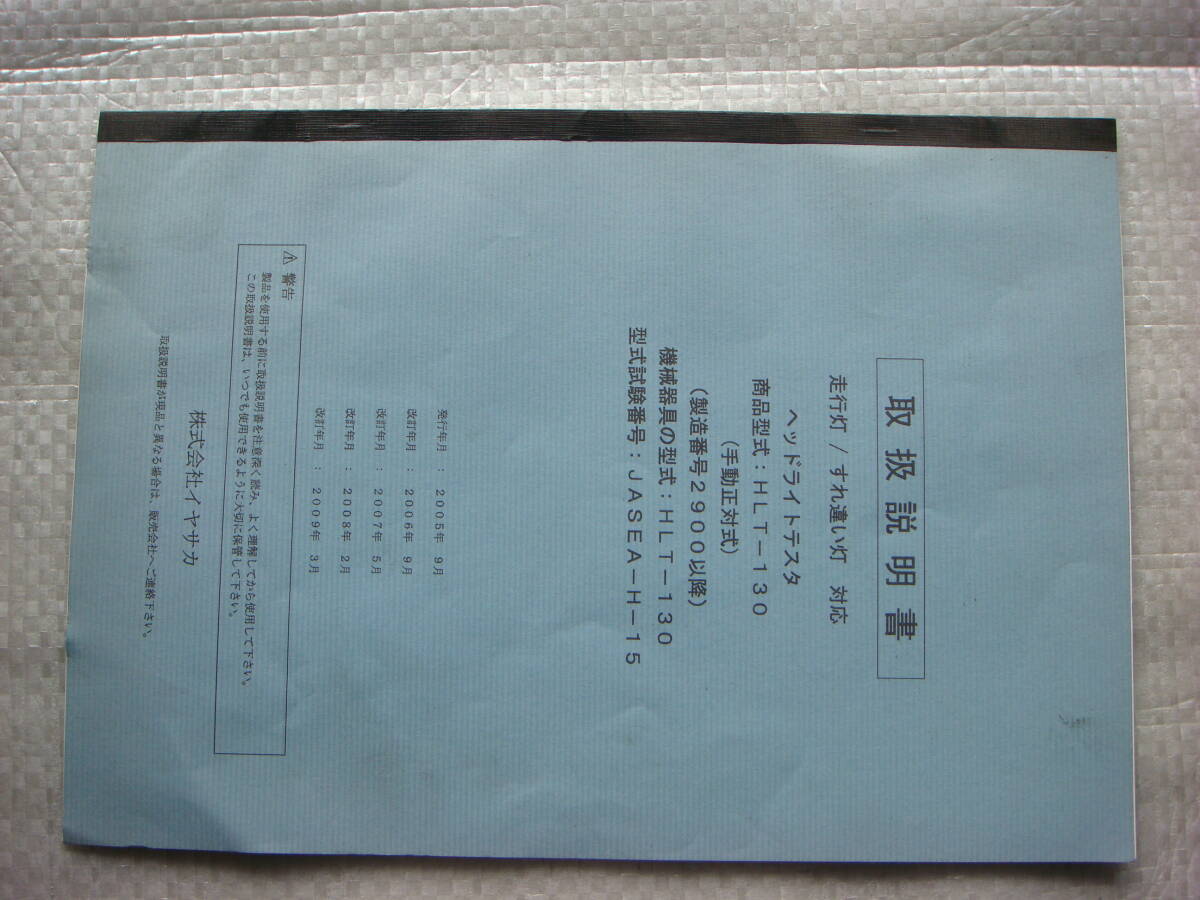 取扱説明書
走行灯 / すれ違い灯 対応
ヘッドライトテスタ
商品型式：ＨＬＴ－１３０
（手動正対式）
（製造番号２９００以降）
機械器具の型式：ＨＬＴ－１３０
型式試験番号：ＪＡＳＥＡ－Ｈ－１５
発行年月 ： ２００５年 ９月
改訂年月 ： ２００６年 ９月
改訂年月 ： ２００７年 ５月
改訂年月 ： ２００８年 ２月
改訂年月 ： ２００９年 ３月
⚠ 警告
製品を使用する前に取扱説明書を注意深く読み、よく理解してから使用して下さい。
この取扱説明書は、いつでも使用できるように大切に保管して下さい。
株式会社イヤサカ
取扱説明書が現品と異なる場合は、販売会社へご連絡下さい。